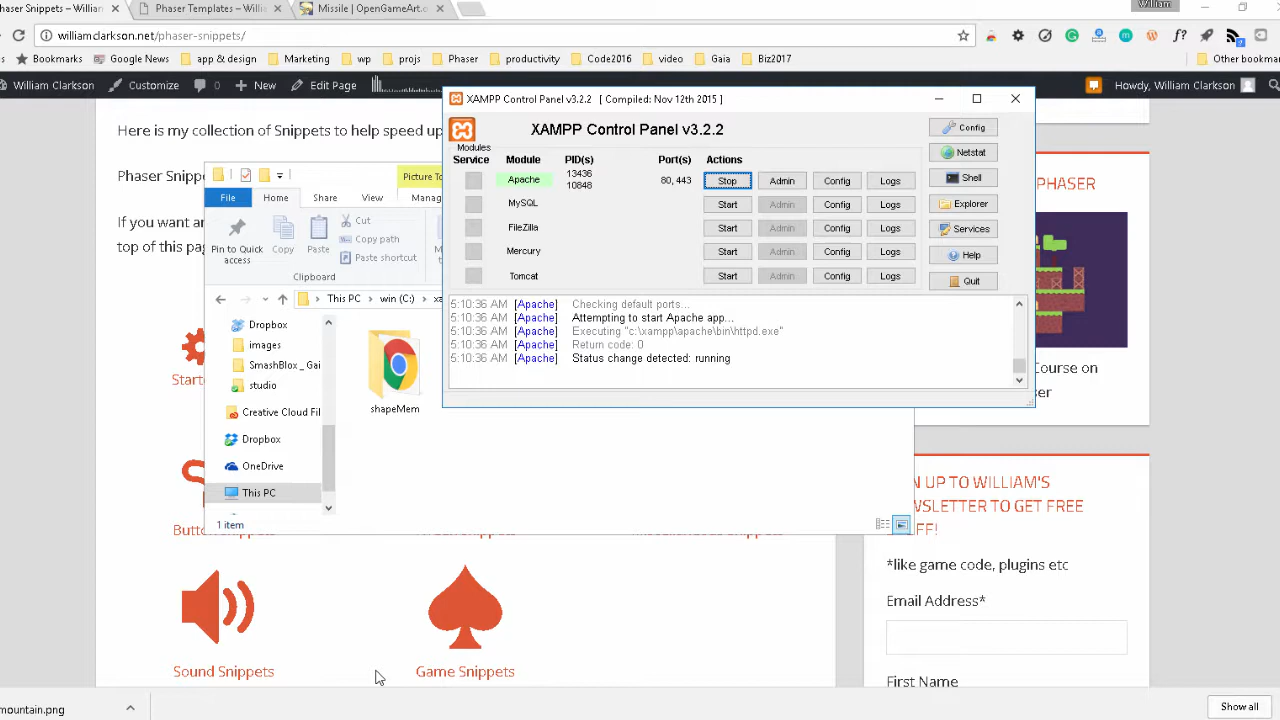 haser Snippets – Willian
Phaser Templates – Willia
Missile | OpenGameArt.o
William
williamclarkson.net/phaser-snippets/
Bookmarks
Google News
app & design
Marketing
wp
projs
Phaser
productivity
Code2016
video
Gaia
Biz2017
Other bookmark
William Clarkson
Customize
0
New
Edit Page
Howdy, William Clarkson
Here is my collection of Snippets to help speed up
Phaser Snipp
If you want an
top of this pag
XAMPP Control Panel v3.2.2 [ Compiled: Nov 12th 2015 ]
XAMPP Control Panel v3.2.2
Modules
Service
Module
PID(s)
Port(s)
Actions
Apache
13436
10848
80, 443
Stop
Admin
Config
Logs
MySQL
Start
Admin
Config
Logs
FileZilla
Start
Admin
Config
Logs
Mercury
Start
Admin
Config
Logs
Tomcat
Start
Admin
Config
Logs
Config
Netstat
Shell
Explorer
Services
Help
Quit
5:10:36 AM [Apache] Checking default ports...
5:10:36 AM [Apache] Attempting to start Apache app...
5:10:36 AM [Apache] Executing "c:\xampp\apache\bin\httpd.exe"
5:10:36 AM [Apache] Return code: 0
5:10:36 AM [Apache] Status change detected: running
Picture To
File
Home
Share
View
Manag
Pin to Quick
access
Copy
Paste
Cut
Copy path
Paste shortcut
Clipboard
This PC
win (C:)
xa
Dropbox
images
SmashBlox _ Gai
studio
Creative Cloud Fil
Dropbox
OneDrive
This PC
shapeMem
1 item
Starte
Butt
Sound Snippets
Game Snippets
PHASER
Course on
ser
N UP TO WILLIAM'S
WSLETTER TO GET FREE
FF!
*like game code, plugins etc
Email Address*
First Name
mountain.png
Show all